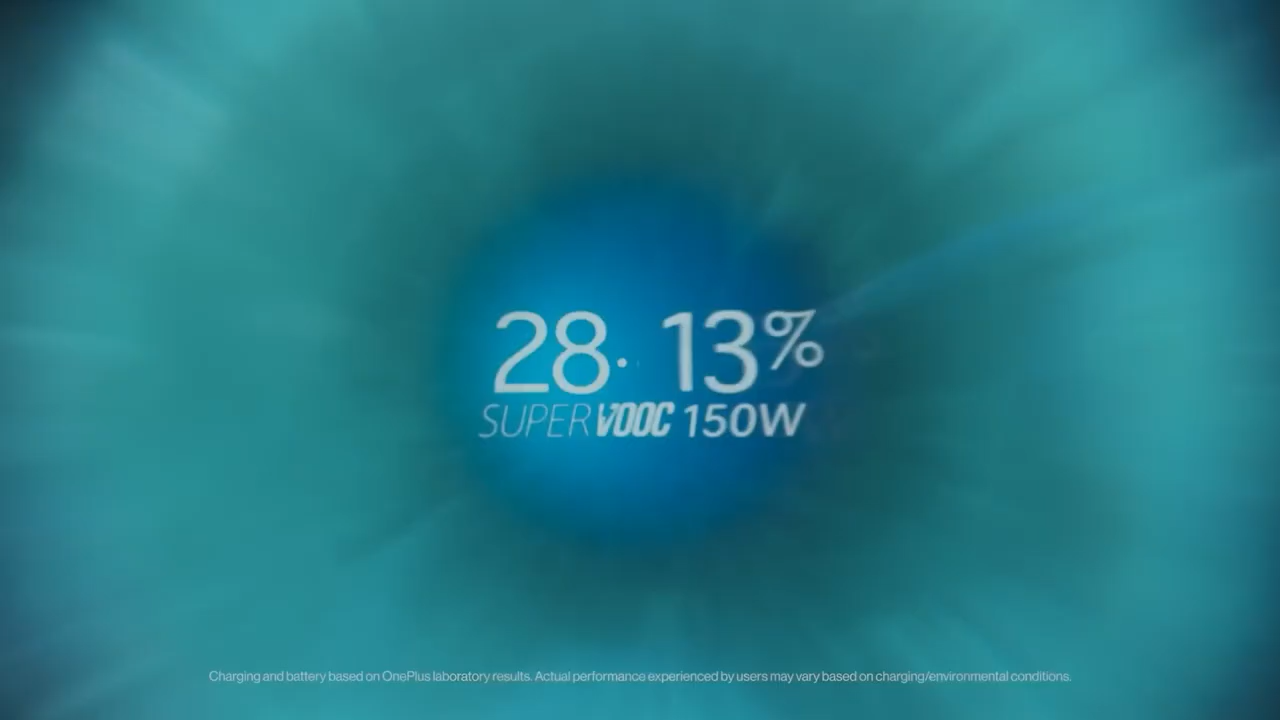 28.13%
SUPERVOOC 150W
Charging and battery based on OnePlus laboratory results. Actual performance experienced by users may vary based on charging/environmental conditions.